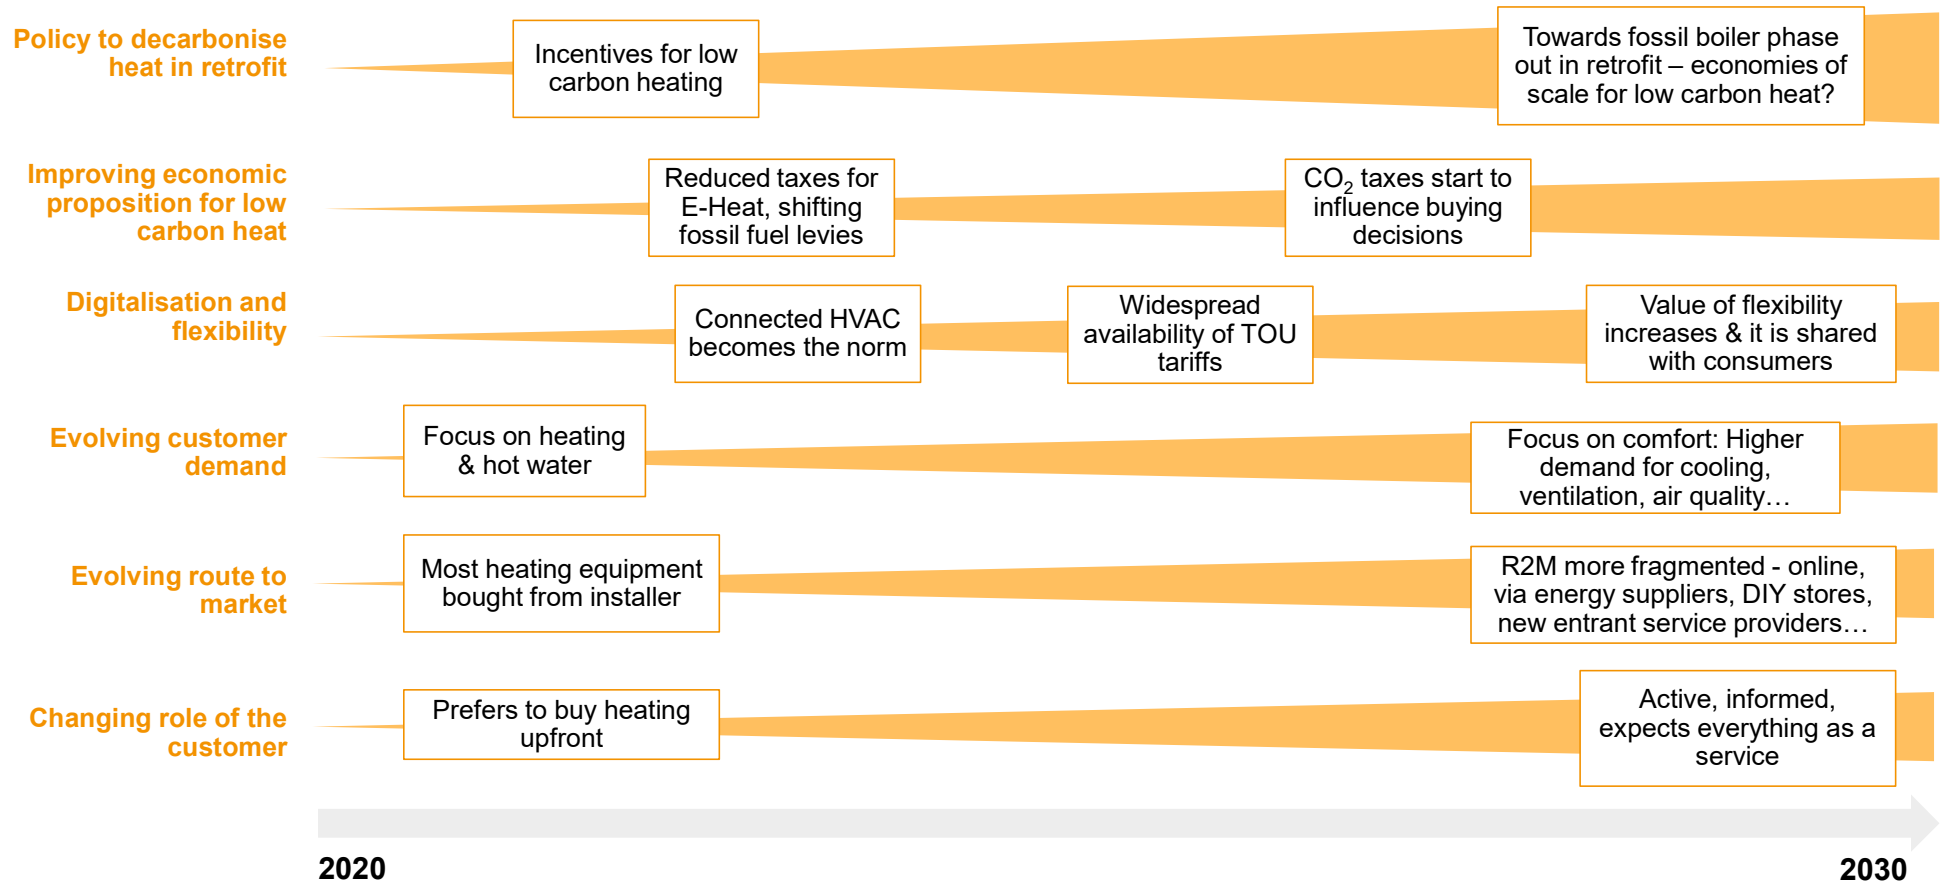 Policy to decarbonise
heat in retrofit
Incentives for low
carbon heating
Towards fossil boiler phase
out in retrofit – economies of
scale for low carbon heat?
Improving economic
proposition for low
carbon heat
Reduced taxes for
E-Heat, shifting
fossil fuel levies
CO₂ taxes start to
influence buying
decisions
Digitalisation and
flexibility
Connected HVAC
becomes the norm
Widespread
availability of TOU
tariffs
Value of flexibility
increases & it is shared
with consumers
Evolving customer
demand
Focus on heating
& hot water
Focus on comfort: Higher
demand for cooling,
ventilation, air quality…
Evolving route to
market
Most heating equipment
bought from installer
R2M more fragmented - online,
via energy suppliers, DIY stores,
new entrant service providers…
Changing role of the
customer
Prefers to buy heating
upfront
Active, informed,
expects everything as a
service
2020
2030